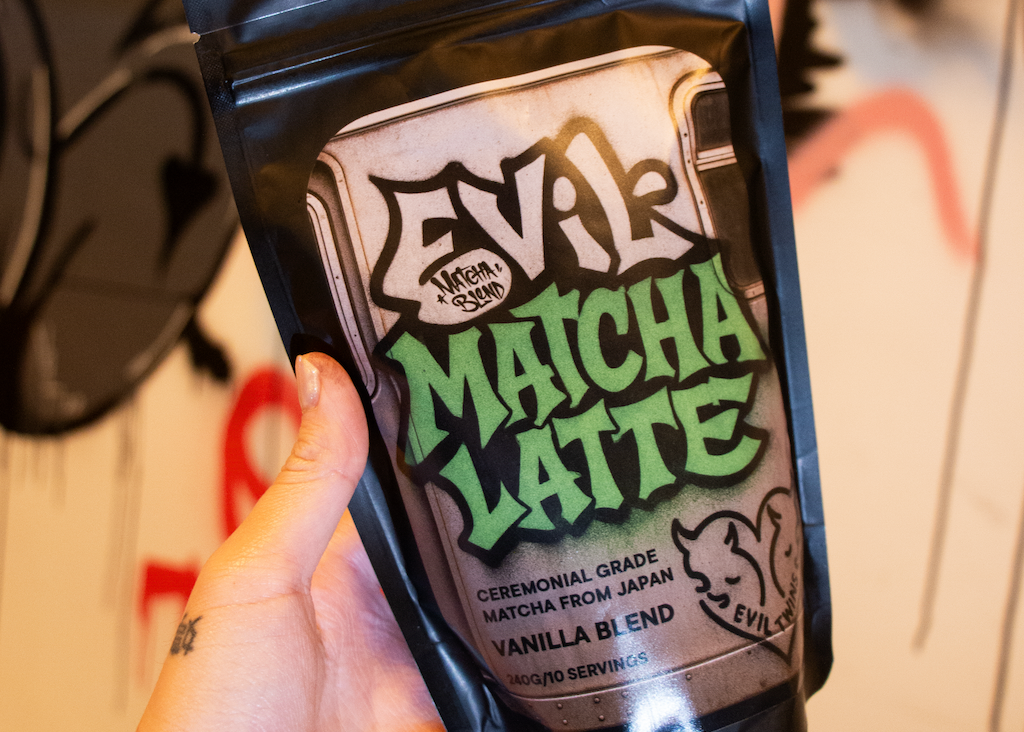 EVIL
MATCHA
BLEND
MATCHA
LATTE
CEREMONIAL GRADE
MATCHA FROM JAPAN
VANILLA BLEND
240G/10 SERVINGS
EVIL TWINS